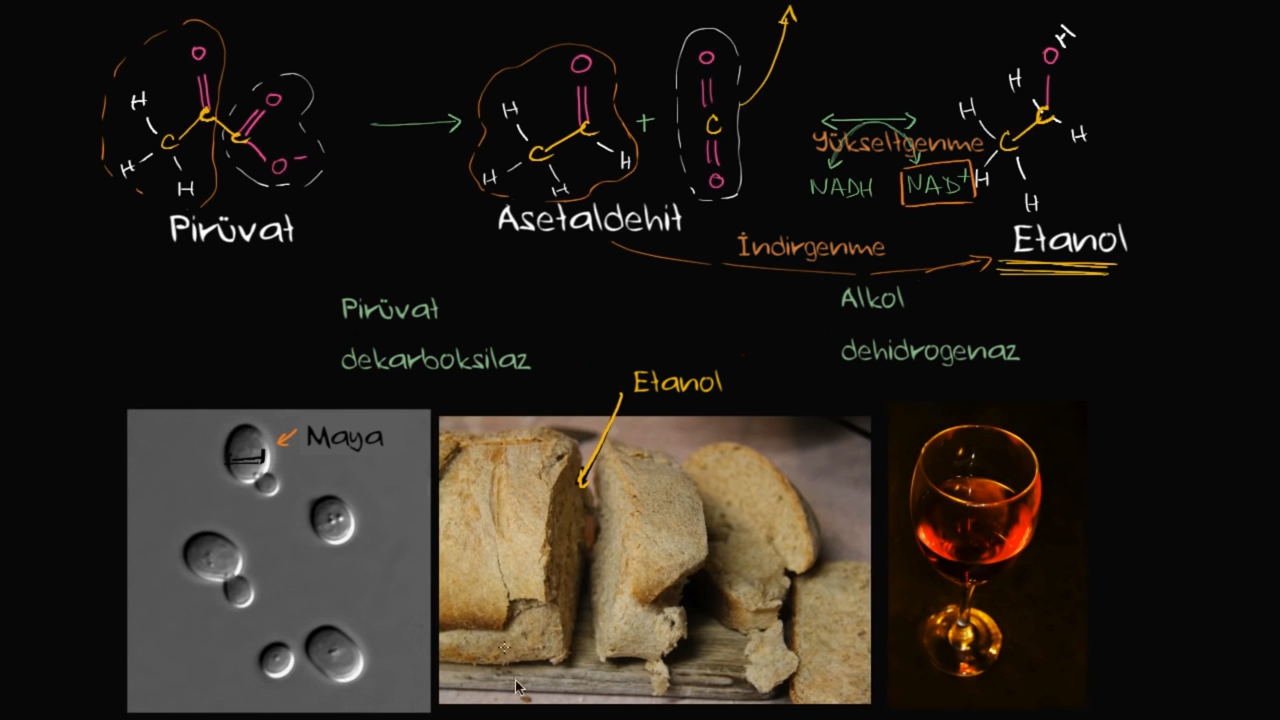 O
H
H
C
C
H
H
C
O
O−
Pirüvat
O
H
C
C
H
H
H
Asetaldehit
+
O
C
O
Yükseltgenme
NADH
NAD+
O
H
H
H
C
C
H
H
H
Etanol
İndirgenme
Pirüvat
dekarboksilaz
Alkol
dehidrogenaz
Etanol
Maya